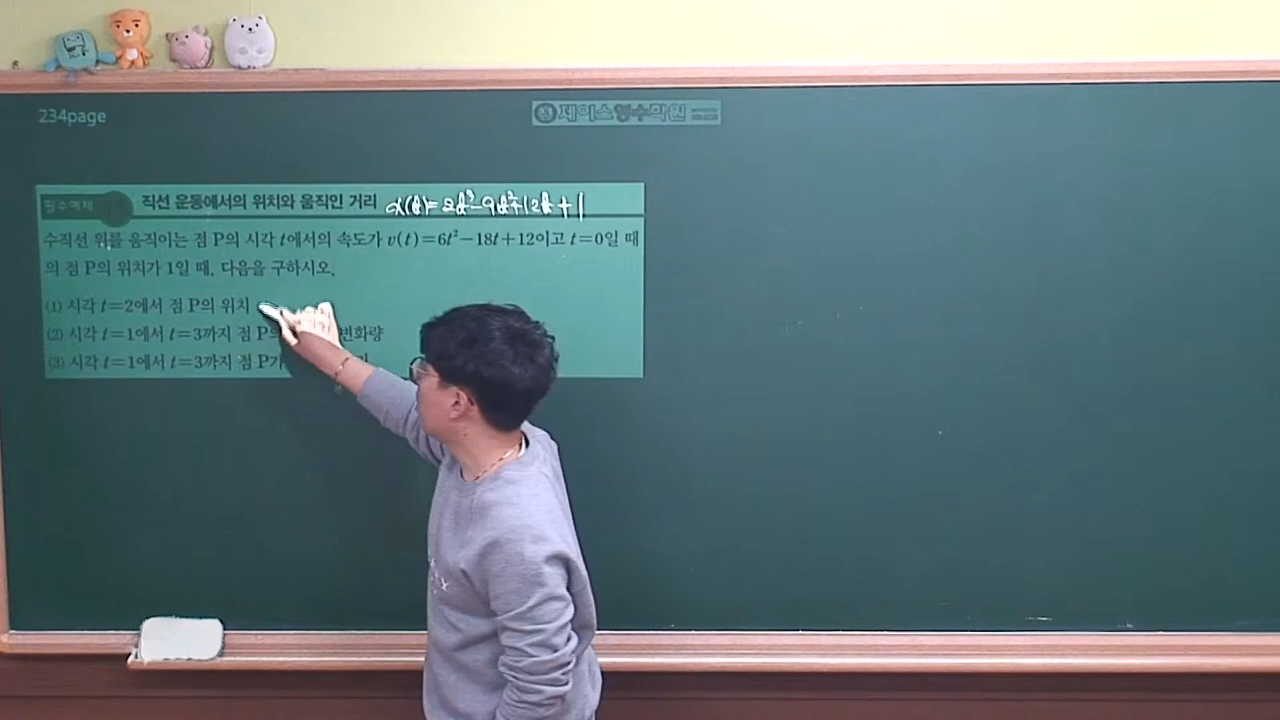 234page
제이스영수학원
필수예제 직선 운동에서의 위치와 움직인 거리 x(t)=2t³-9t²+12t+1
수직선 위를 움직이는 점 P의 시각 t에서의 속도가 v(t)=6t²-18t+12이고 t=0일 때
의 점 P의 위치가 1일 때, 다음을 구하시오.
(1) 시각 t=2에서 점 P의 위치
(2) 시각 t=1에서 t=3까지 점 P의 변화량
(3) 시각 t=1에서 t=3까지 점 P가